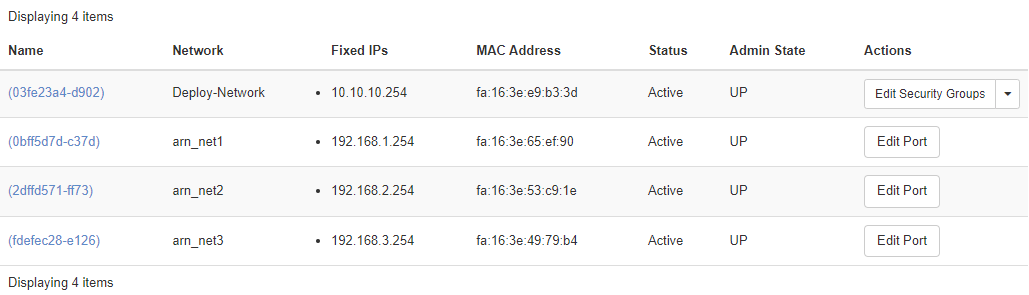 Displaying 4 items
Name Network Fixed IPs MAC Address Status Admin State Actions
(03fe23a4-d902) Deploy-Network • 10.10.10.254 fa:16:3e:e9:b3:3d Active UP Edit Security Groups
(0bff5d7d-c37d) arn_net1 • 192.168.1.254 fa:16:3e:65:ef:90 Active UP Edit Port
(2dffd571-ff73) arn_net2 • 192.168.2.254 fa:16:3e:53:c9:1e Active UP Edit Port
(fdefec28-e126) arn_net3 • 192.168.3.254 fa:16:3e:49:79:b4 Active UP Edit Port
Displaying 4 items